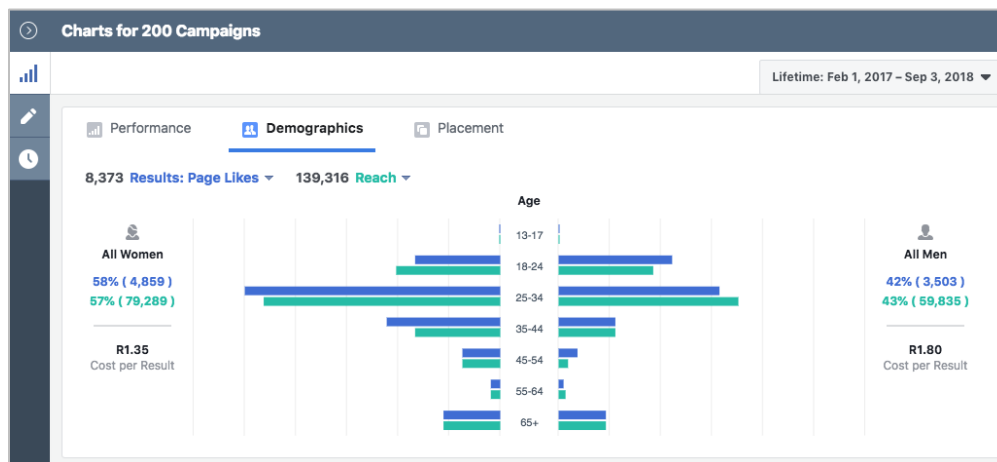 Charts for 200 Campaigns
Lifetime: Feb 1, 2017 – Sep 3, 2018
Performance
Demographics
Placement
8,373 Results: Page Likes
139,316 Reach
Age
13-17
18-24
25-34
35-44
45-54
55-64
65+
All Women
58% ( 4,859 )
57% ( 79,289 )
R1.35
Cost per Result
All Men
42% ( 3,503 )
43% ( 59,835 )
R1.80
Cost per Result